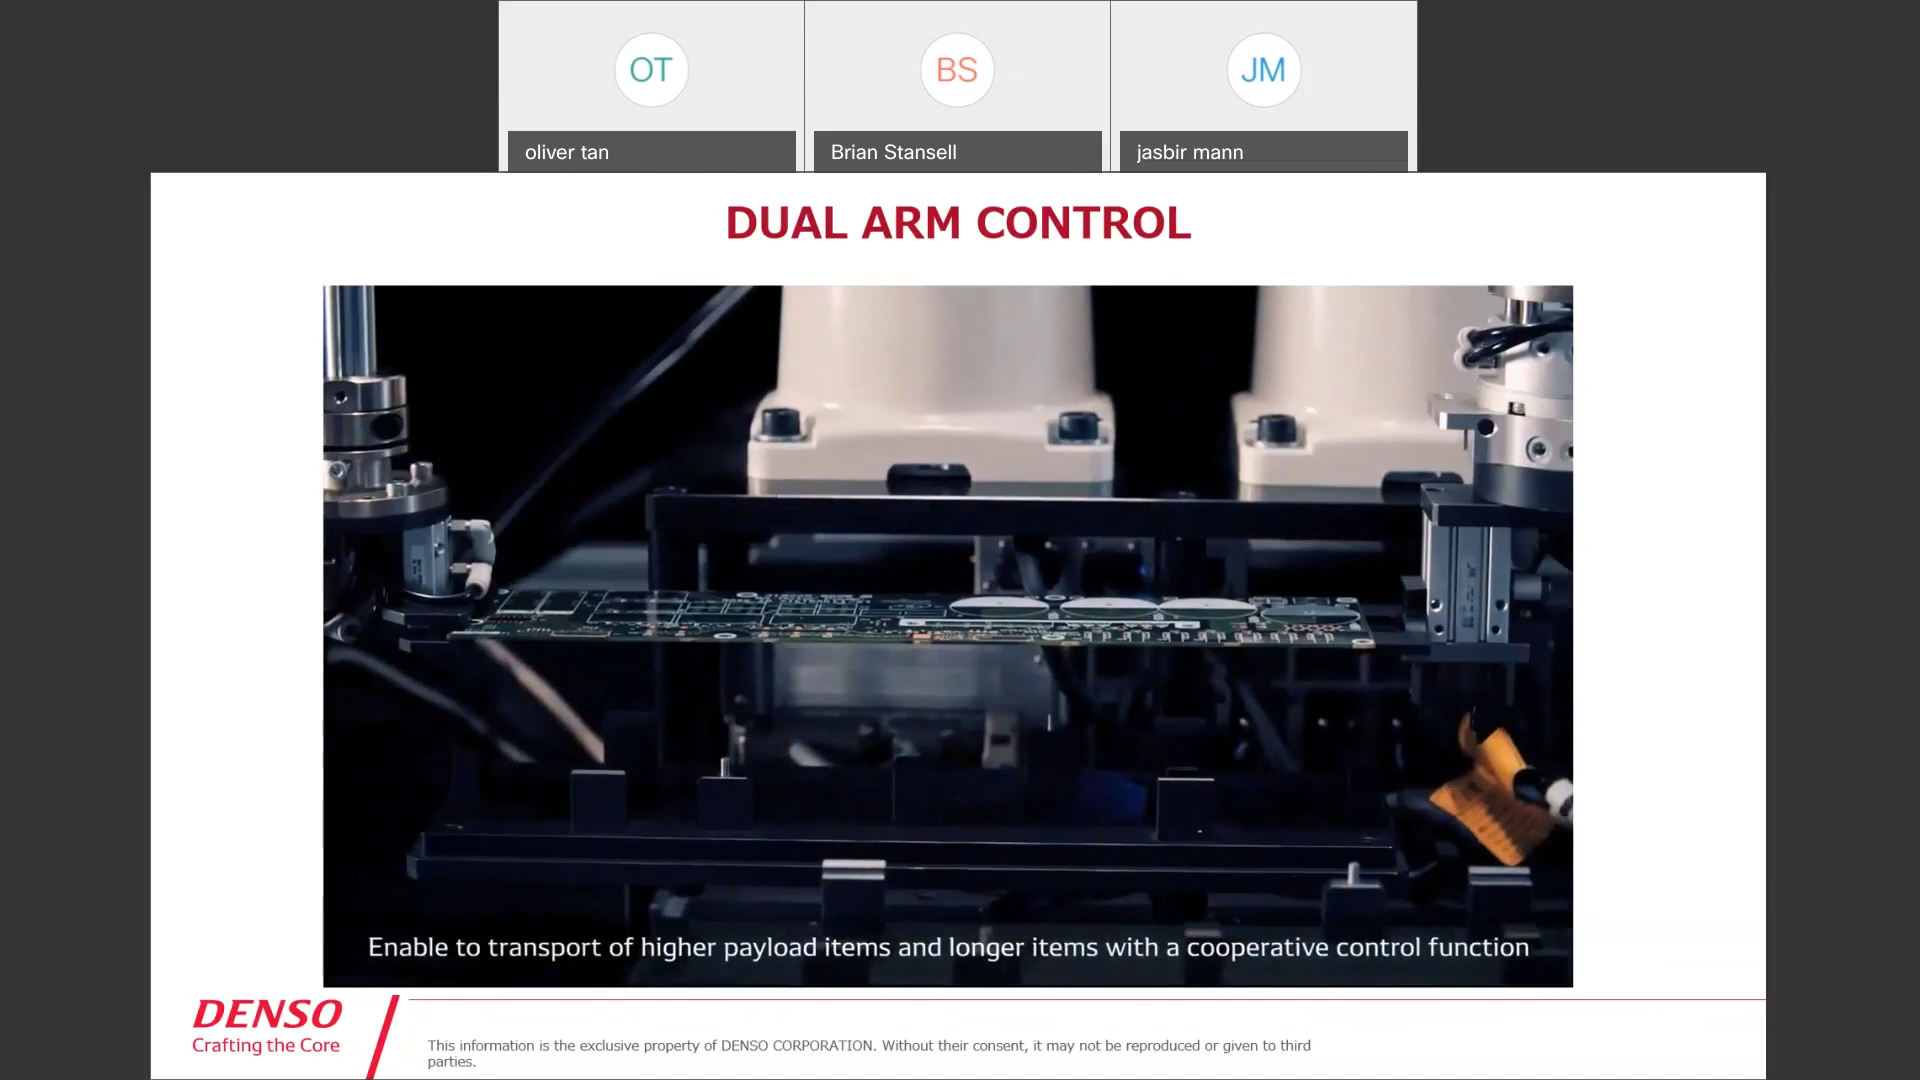 OT
BS
JM
oliver tan
Brian Stansell
jasbir mann
DUAL ARM CONTROL
Enable to transport of higher payload items and longer items with a cooperative control function
DENSO
Crafting the Core
This information is the exclusive property of DENSO CORPORATION. Without their consent, it may not be reproduced or given to third
parties.